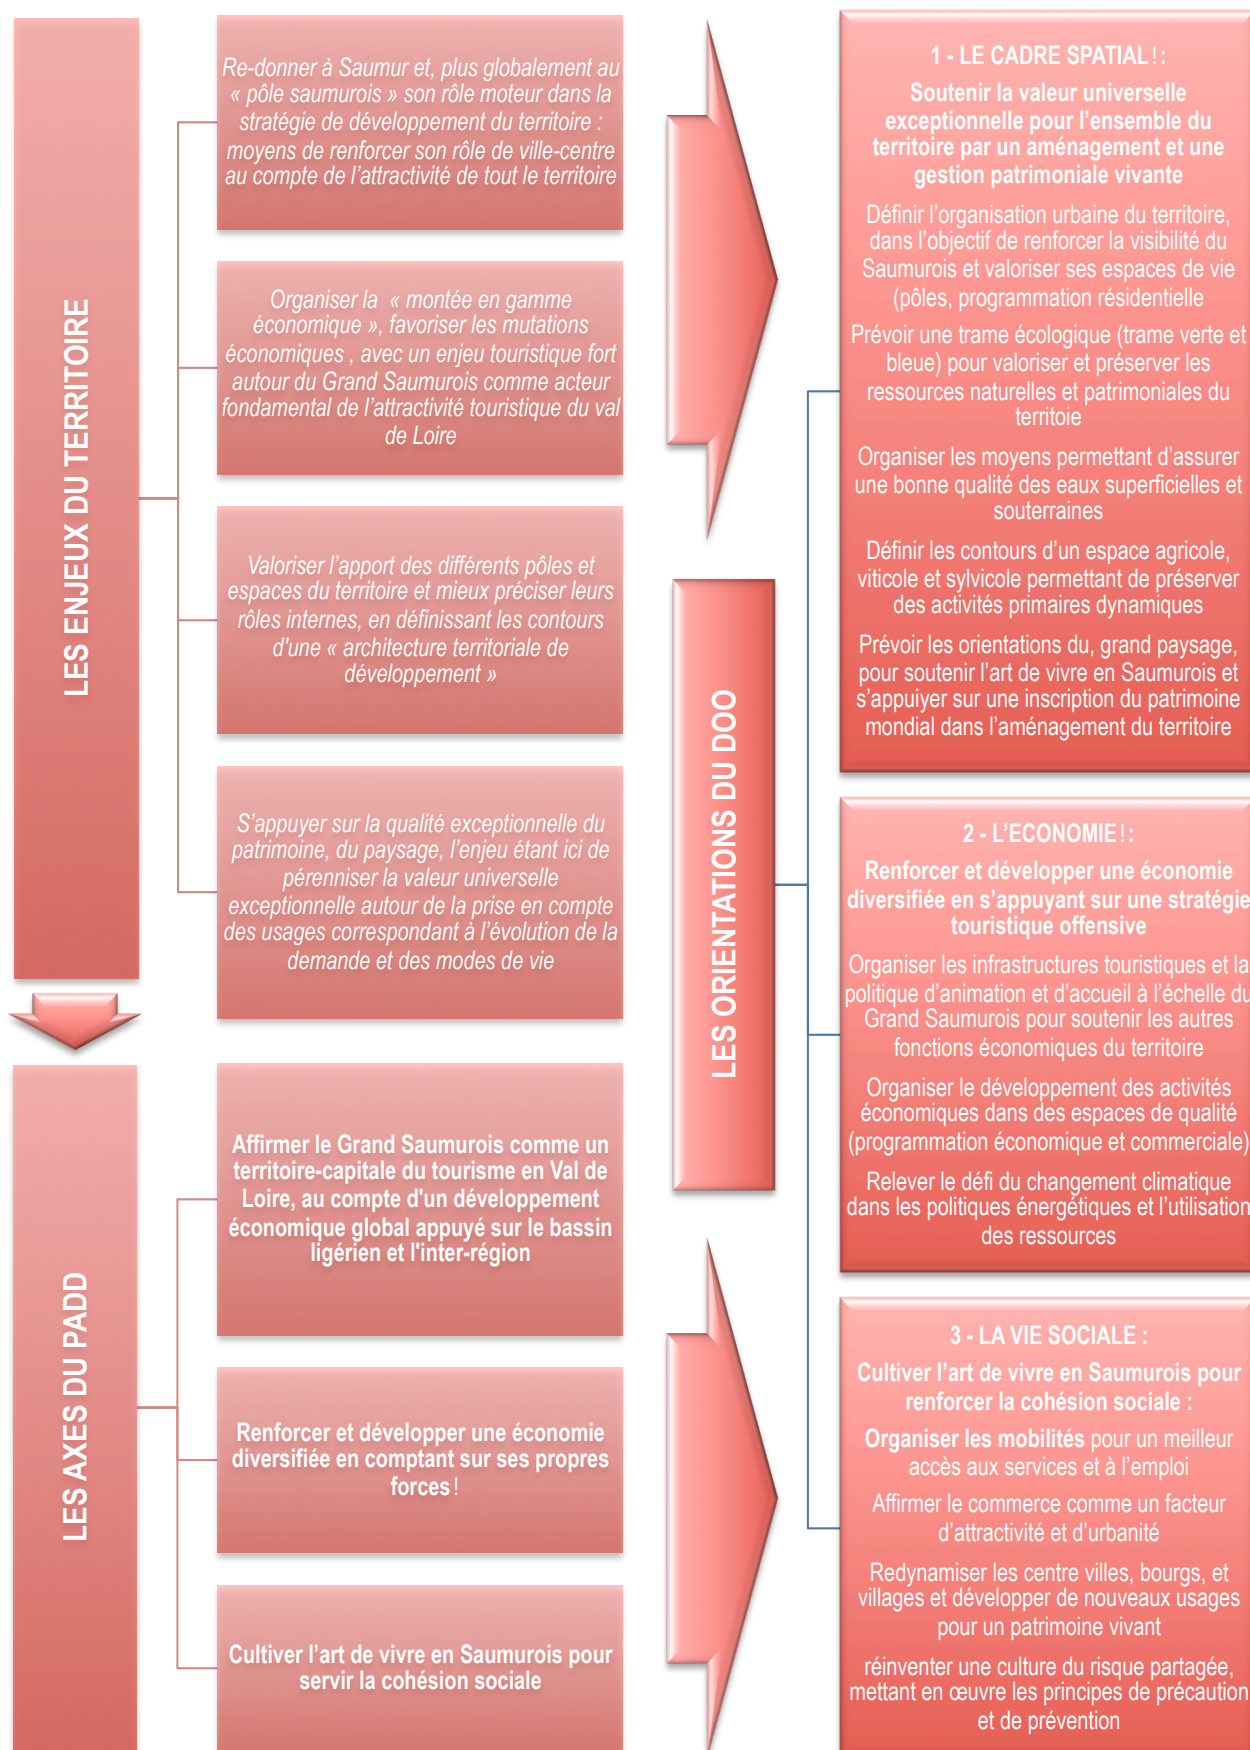 LES ENJEUX DU TERRITOIRE
Re-donner à Saumur et, plus globalement au
« pôle saumurois » son rôle moteur dans la
stratégie de développement du territoire :
moyens de renforcer son rôle de ville-centre
au compte de l’attractivité de tout le territoire
Organiser la « montée en gamme
économique », favoriser les mutations
économiques , avec un enjeu touristique fort
autour du Grand Saumurois comme acteur
fondamental de l’attractivité touristique du val
de Loire
Valoriser l’apport des différents pôles et
espaces du territoire et mieux préciser leurs
rôles internes, en définissant les contours
d'une « architecture territoriale de
développement »
S’appuyer sur la qualité exceptionnelle du
patrimoine, du paysage, l’enjeu étant ici de
pérenniser la valeur universelle
exceptionnelle autour de la prise en compte
des usages correspondant à l’évolution de la
demande et des modes de vie
LES AXES DU PADD
Affirmer le Grand Saumurois comme un
territoire-capitale du tourisme en Val de
Loire, au compte d'un développement
économique global appuyé sur le bassin
ligérien et l'inter-région
Renforcer et développer une économie
diversifiée en comptant sur ses propres
forces !
Cultiver l’art de vivre en Saumurois pour
servir la cohésion sociale
LES ORIENTATIONS DU DOO
1 - LE CADRE SPATIAL ! :
Soutenir la valeur universelle
exceptionnelle pour l’ensemble du
territoire par un aménagement et une
gestion patrimoniale vivante
Définir l’organisation urbaine du territoire,
dans l’objectif de renforcer la visibilité du
Saumurois et valoriser ses espaces de vie
(pôles, programmation résidentielle
Prévoir une trame écologique (trame verte et
bleue) pour valoriser et préserver les
ressources naturelles et patrimoniales du
territoie
Organiser les moyens permettant d’assurer
une bonne qualité des eaux superficielles et
souterraines
Définir les contours d’un espace agricole,
viticole et sylvicole permettant de préserver
des activités primaires dynamiques
Prévoir les orientations du, grand paysage,
pour soutenir l’art de vivre en Saumurois et
s’appuiyer sur une inscription du patrimoine
mondial dans l’aménagement du territoire
2 - L’ECONOMIE ! :
Renforcer et développer une économie
diversifiée en s’appuyant sur une stratégie
touristique offensive
Organiser les infrastructures touristiques et la
politique d’animation et d’accueil à l’échelle du
Grand Saumurois pour soutenir les autres
fonctions économiques du territoire
Organiser le développement des activités
économiques dans des espaces de qualité
(programmation économique et commerciale)
Relever le défi du changement climatique
dans les politiques énergétiques et l’utilisation
des ressources
3 - LA VIE SOCIALE :
Cultiver l’art de vivre en Saumurois pour
renforcer la cohésion sociale :
Organiser les mobilités pour un meilleur
accès aux services et à l’emploi
Affirmer le commerce comme un facteur
d’attractivité et d’urbanité
Redynamiser les centre villes, bourgs, et
villages et développer de nouveaux usages
pour un patrimoine vivant
réinventer une culture du risque partagée,
mettant en œuvre les principes de précaution
et de prévention